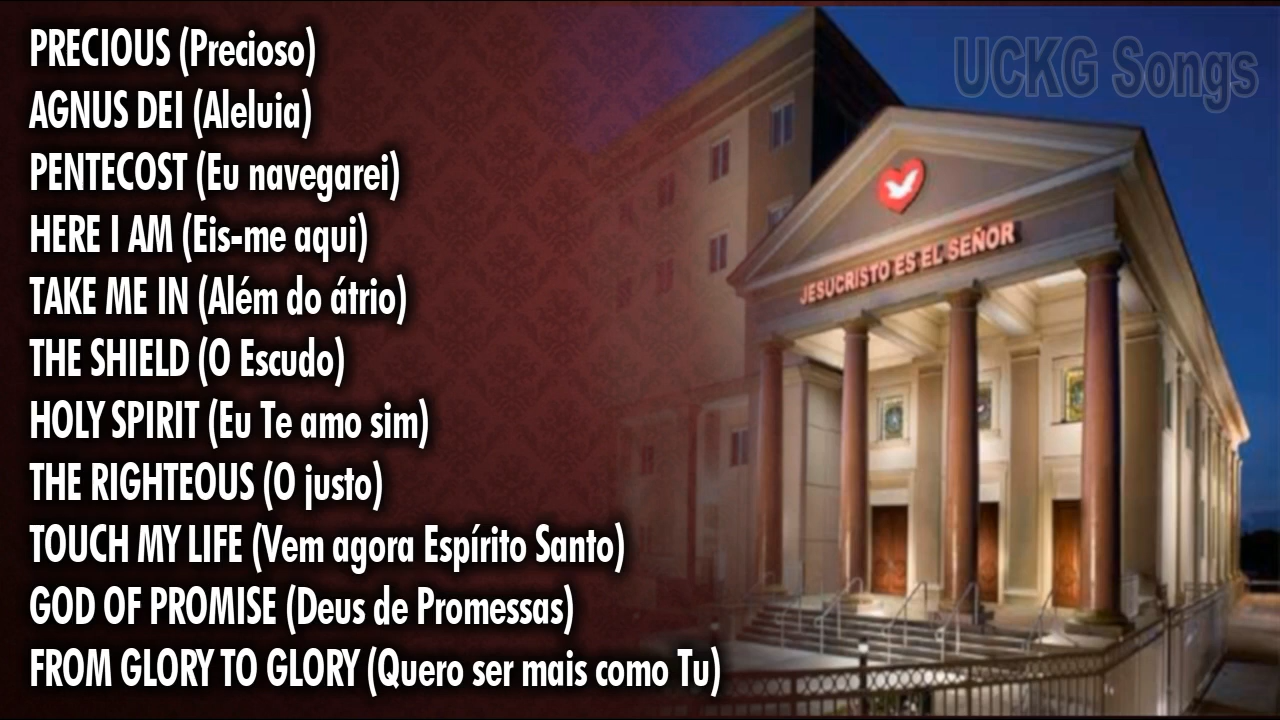 PRECIOUS (Precioso)
AGNUS DEI (Aleluia)
PENTECOST (Eu navegarei)
HERE I AM (Eis-me aqui)
TAKE ME IN (Além do átrio)
THE SHIELD (O Escudo)
HOLY SPIRIT (Eu Te amo sim)
THE RIGHTEOUS (O justo)
TOUCH MY LIFE (Vem agora Espírito Santo)
GOD OF PROMISE (Deus de Promessas)
FROM GLORY TO GLORY (Quero ser mais como Tu)
UCKG Songs
JESUCRISTO ES EL SEÑOR